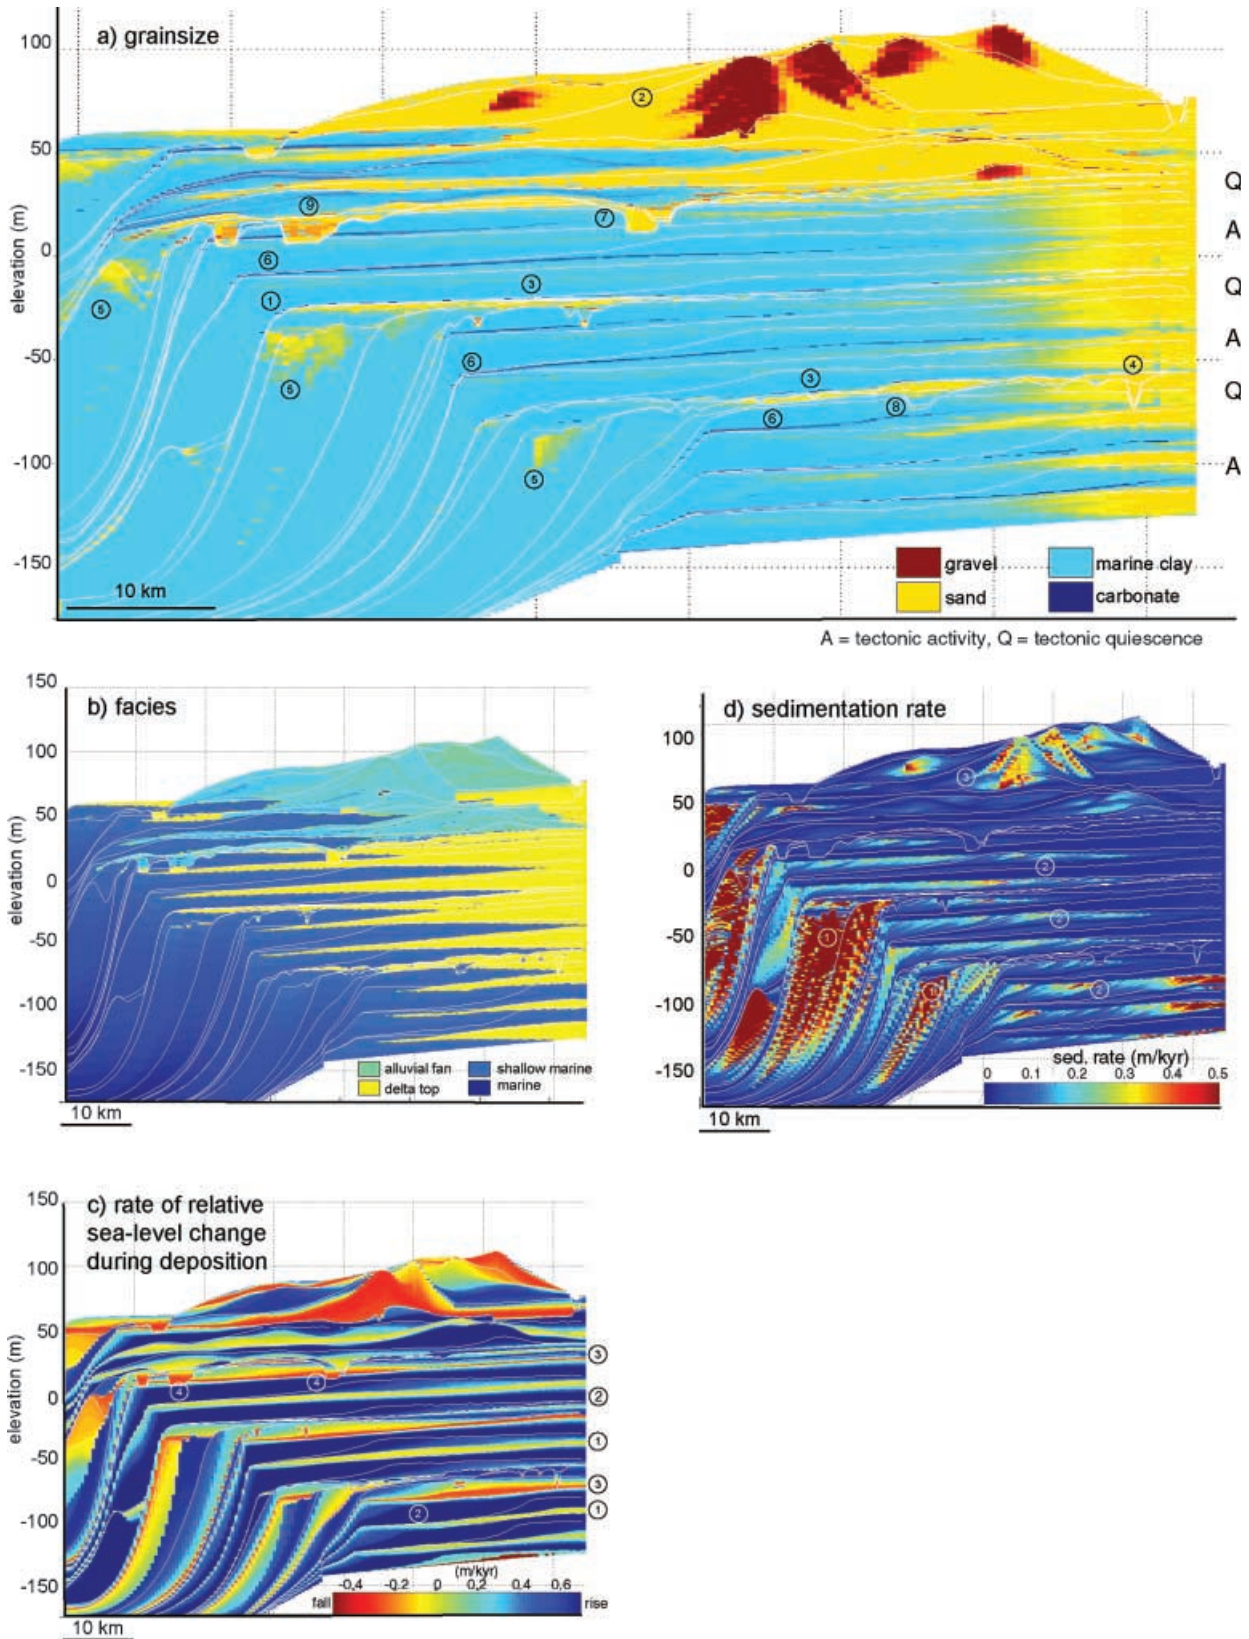 a) grainsize
elevation (m)
100
50
0
-50
-100
-150
②
⑨
⑦
⑥
①
③
⑤
⑥
⑤
③
④
⑥
⑧
⑤
Q
A
Q
A
Q
A
10 km
gravel
marine clay
sand
carbonate
A = tectonic activity, Q = tectonic quiescence
b) facies
elevation (m)
150
100
50
0
-50
-100
-150
alluvial fan
shallow marine
delta top
marine
10 km
d) sedimentation rate
elevation (m)
100
50
0
-50
-100
-150
③
②
①
②
②
sed. rate (m/kyr)
0 0.1 0.2 0.3 0.4 0.5
10 km
c) rate of relative
sea-level change
during deposition
elevation (m)
150
100
50
0
-50
-100
-150
③
④
④
②
①
③
②
①
(m/kyr)
-0.4 -0.2 0 0.2 0.4 0.6
fall
rise
10 km